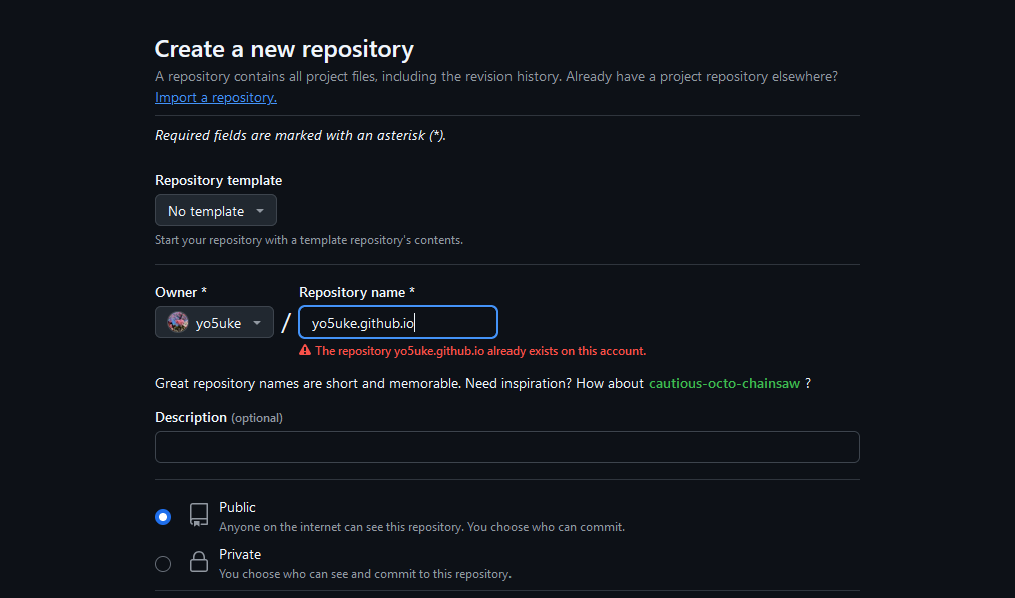 Create a new repository
A repository contains all project files, including the revision history. Already have a project repository elsewhere?
Import a repository.
Required fields are marked with an asterisk (*).
Repository template
No template
Start your repository with a template repository's contents.
Owner *
Repository name *
yo5uke
/
yo5uke.github.io
The repository yo5uke.github.io already exists on this account.
Great repository names are short and memorable. Need inspiration? How about cautious-octo-chainsaw ?
Description (optional)
Public
Anyone on the internet can see this repository. You choose who can commit.
Private
You choose who can see and commit to this repository.